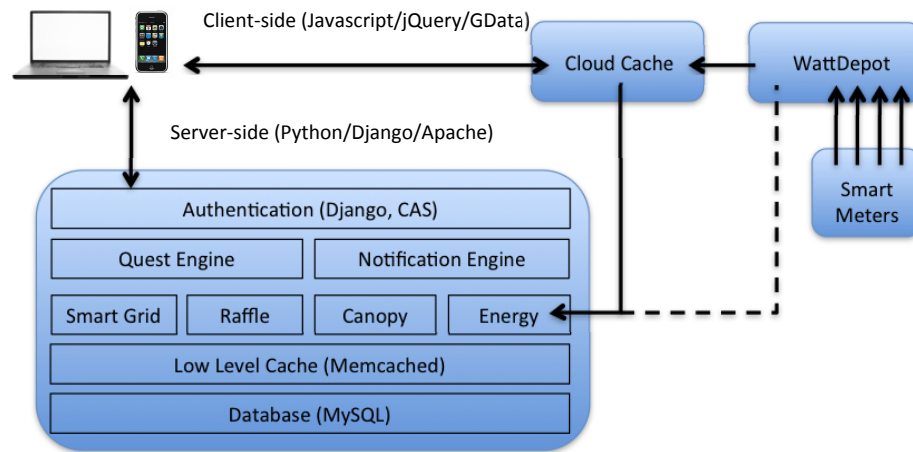 Client-side (Javascript/jQuery/GData)
Cloud Cache
WattDepot
Server-side (Python/Django/Apache)
Smart
Meters
Authentication (Django, CAS)
Quest Engine
Notification Engine
Smart Grid
Raffle
Canopy
Energy
Low Level Cache (Memcached)
Database (MySQL)